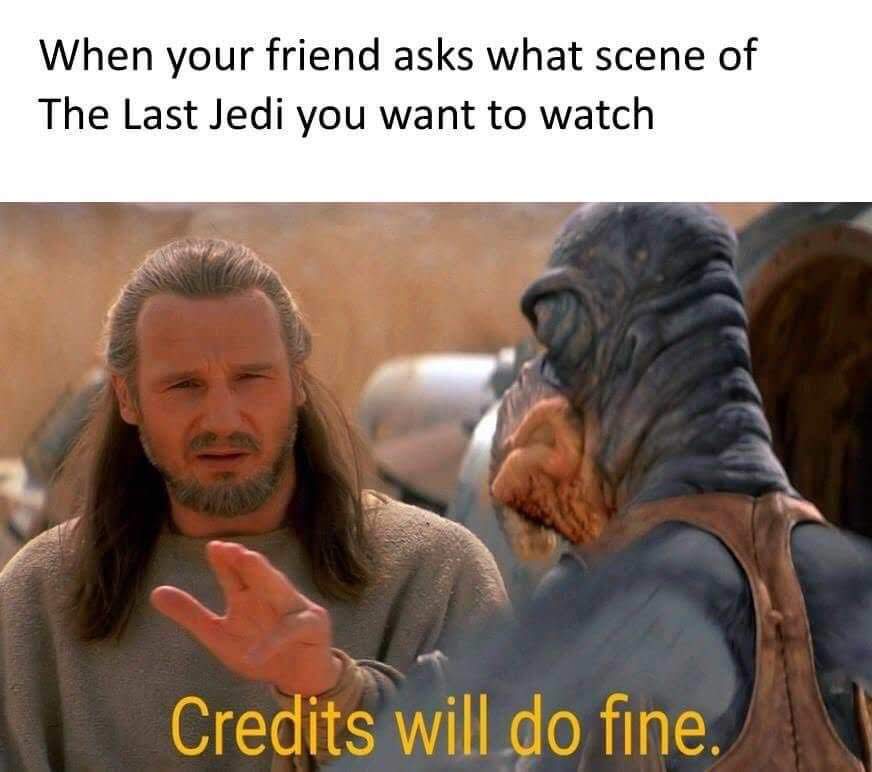 When your friend asks what scene of
The Last Jedi you want to watch
Credits will do fine.